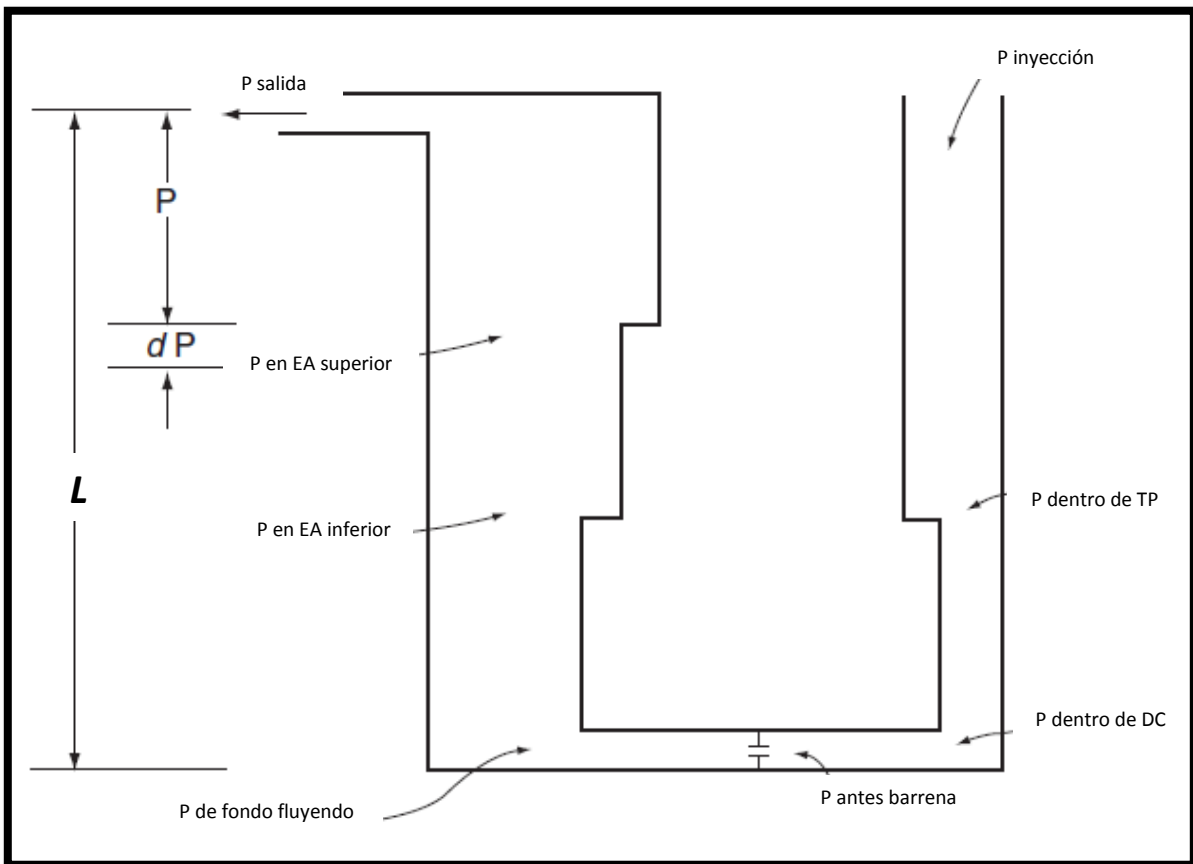 P inyección
P salida
P
dP
P en EA superior
L
P dentro de TP
P en EA inferior
P dentro de DC
P antes barrena
P de fondo fluyendo